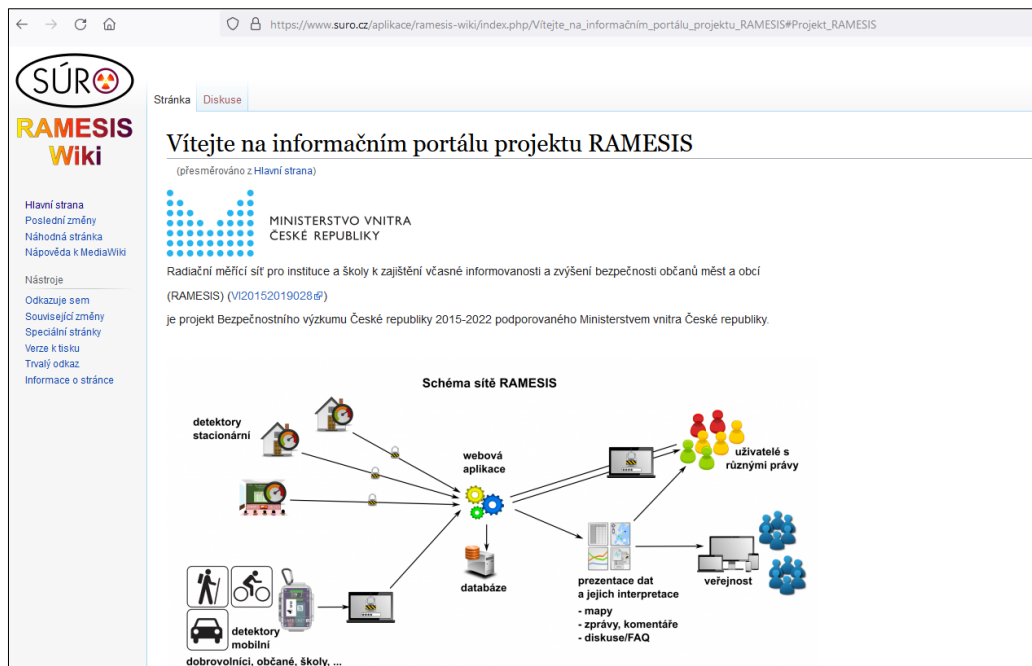 https://www.suro.cz/aplikace/ramesis-wiki/index.php/Vítejte_na_informačním_portálu_projektu_RAMESIS#Projekt_RAMESIS
SÚRO
RAMESIS
Wiki
Hlavní strana
Poslední změny
Náhodná stránka
Nápověda k MediaWiki
Nástroje
Odkazuje sem
Související změny
Speciální stránky
Verze k tisku
Trvalý odkaz
Informace o stránce
Stránka Diskuse
Vítejte na informačním portálu projektu RAMESIS
(přesměrováno z Hlavní strana)
MINISTERSTVO VNITRA
ČESKÉ REPUBLIKY
Radiační měřící síť pro instituce a školy k zajištění včasné informovanosti a zvýšení bezpečnosti občanů měst a obcí
(RAMESIS) (VI20152019028)
je projekt Bezpečnostního výzkumu České republiky 2015-2022 podporovaného Ministerstvem vnitra České republiky.
Schéma sítě RAMESIS
detektory
stacionární
webová
aplikace
uživatelé s
různými právy
databáze
prezentace dat
a jejich interpretace
- mapy
- zprávy, komentáře
- diskuse/FAQ
veřejnost
detektory
mobilní
dobrovolníci, občané, školy, ...